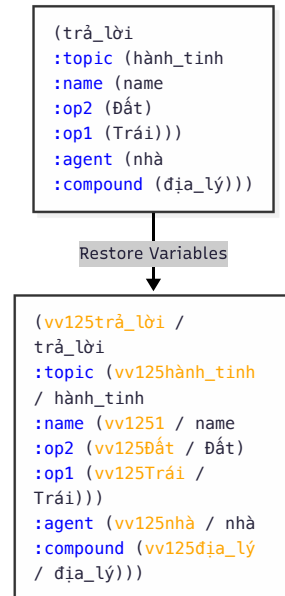 (trả_lời
:topic (hành_tinh
:name (name
:op2 (Đất)
:op1 (Trái)))
:agent (nhà
:compound (địa_lý)))
Restore Variables
(vv125trả_lời /
trả_lời
:topic (vv125hành_tinh
/ hành_tinh
:name (vv1251 / name
:op2 (vv125Đất / Đất)
:op1 (vv125Trái /
Trái)))
:agent (vv125nhà / nhà
:compound (vv125địa_lý
/ địa_lý)))